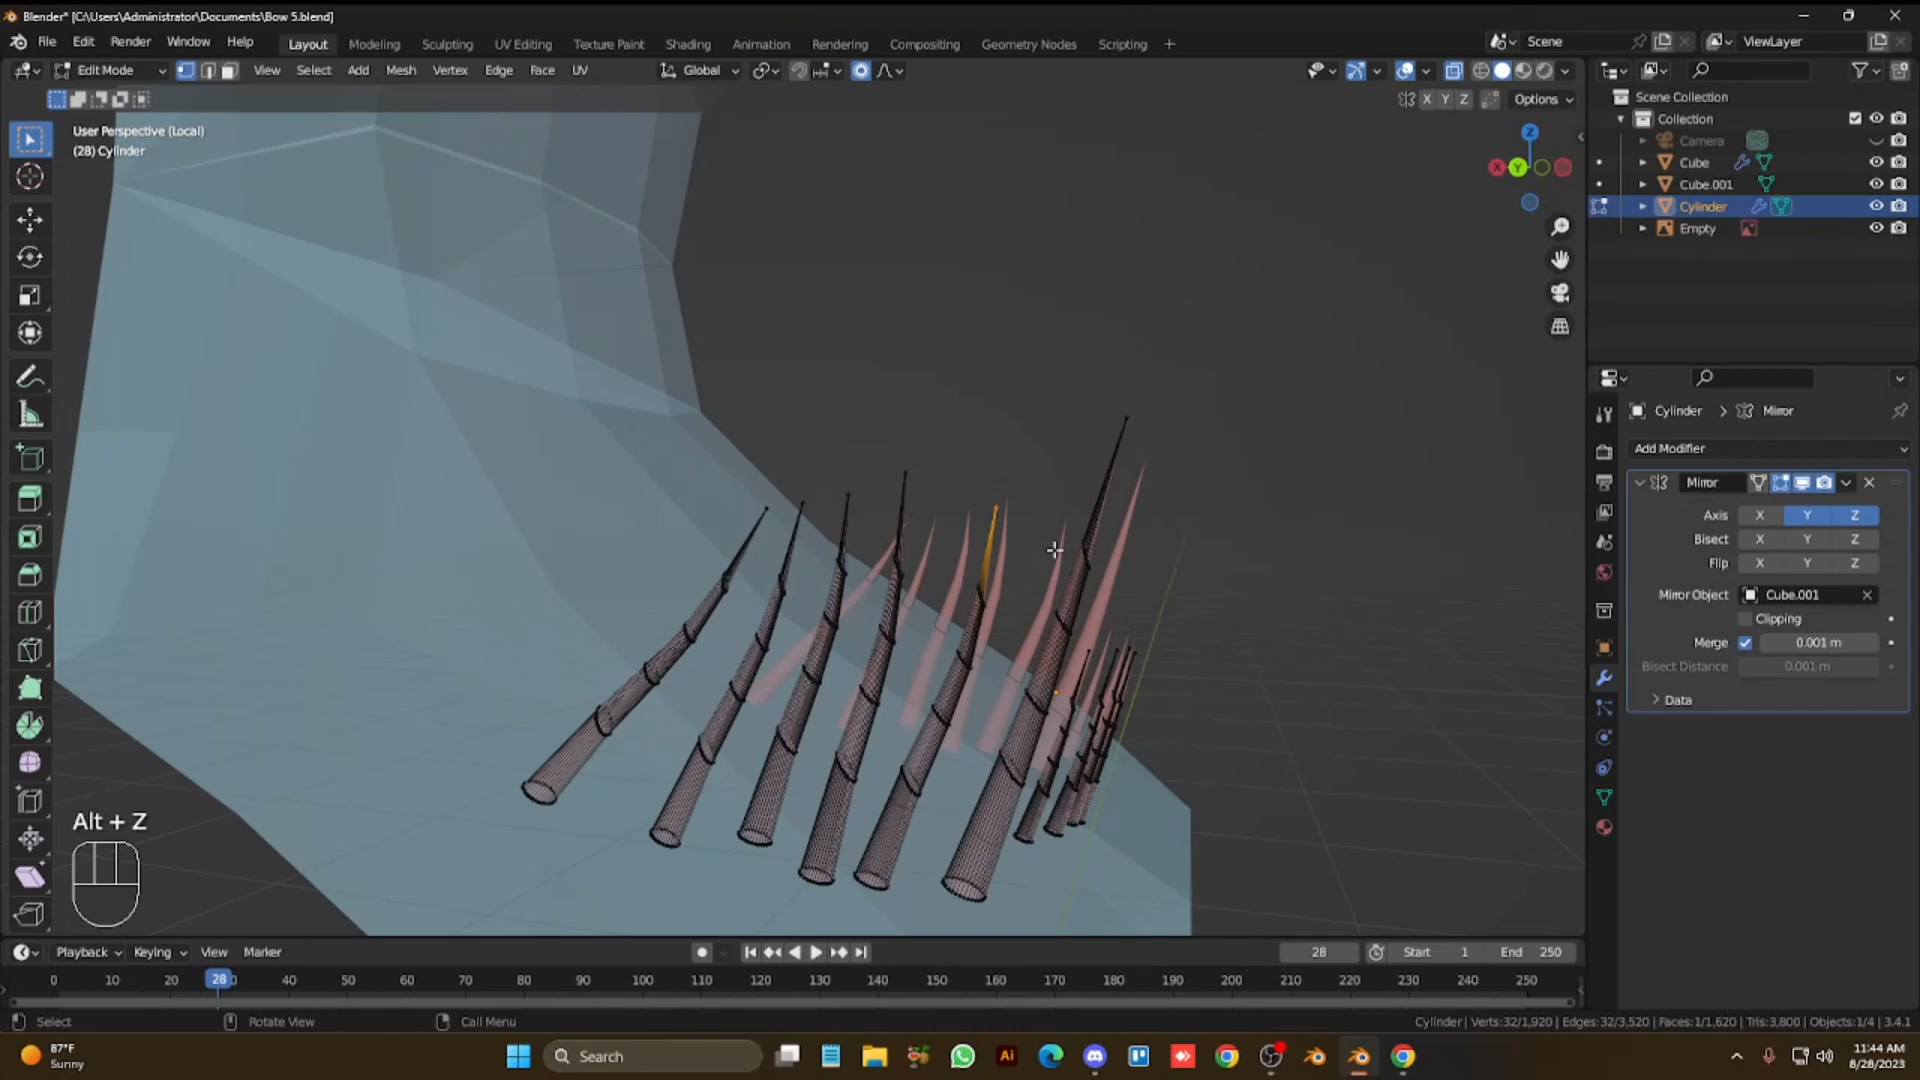 Blender* [C:\Users\Administrator\Documents\Bow 5.blend]
File Edit Render Window Help Layout Modeling Sculpting UV Editing Texture Paint Shading Animation Rendering Compositing Geometry Nodes Scripting + Scene ViewLayer
Edit Mode View Select Add Mesh Vertex Edge Face UV Global
X Y Z Options
User Perspective (Local)
(28) Cylinder
Z
X Y
Scene Collection
Collection
Camera
Cube
Cube.001
Cylinder
Empty
Cylinder > Mirror
Add Modifier
Mirror
Axis X Y Z
Bisect X Y Z
Flip X Y Z
Mirror Object Cube.001
Clipping
Merge 0.001 m
Bisect Distance 0.001 m
Data
Alt + Z
Playback Keying View Marker 28 Start 1 End 250
0 10 20 28 40 50 60 70 80 90 100 110 120 130 140 150 160 170 180 190 200 210 220 230 240 250
Select Rotate View Call Menu Cylinder | Verts:32/1,920 | Edges:32/3,520 | Faces:1/1,620 | Tris:3,800 | Objects:1/4 | 3.4.1
87°F
Sunny
Search
Ai
11:44 AM
8/28/2023